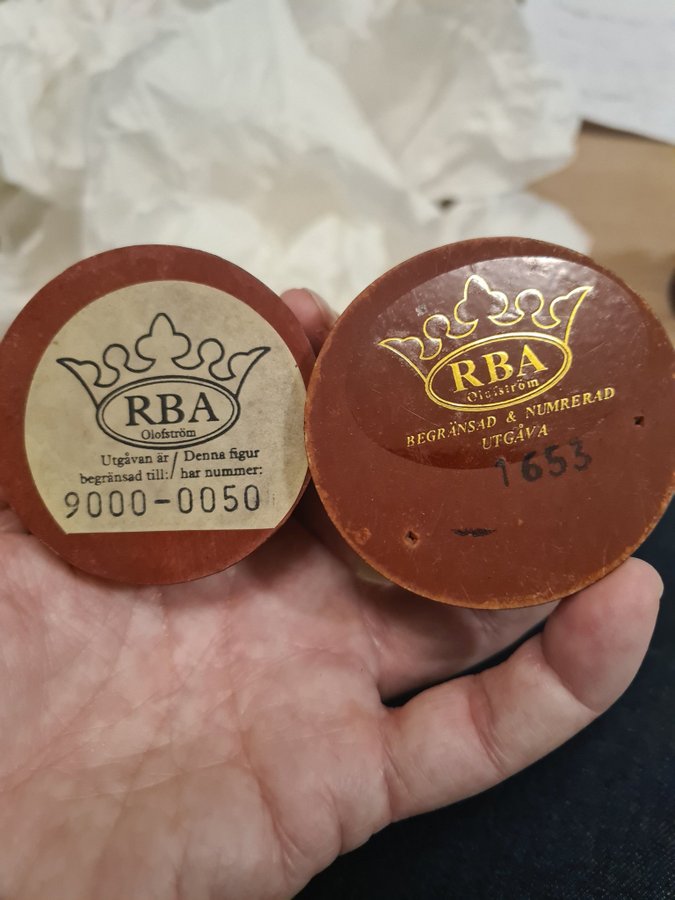 RBA
Olofström
Utgåvan är / Denna figur
begränsad till: / har nummer:
9000-0050
RBA
Olofström
BEGRÄNSAD & NUMRERAD
UTGÅVA
1653